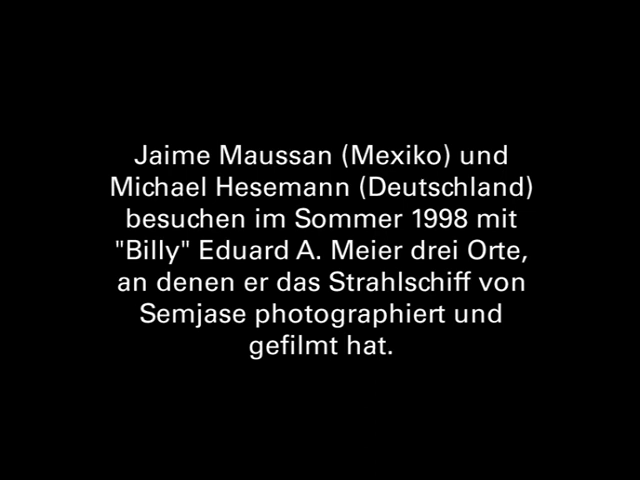 Jaime Maussan (Mexiko) und
Michael Hesemann (Deutschland)
besuchen im Sommer 1998 mit
"Billy" Eduard A. Meier drei Orte,
an denen er das Strahlschiff von
Semjase photographiert und
gefilmt hat.